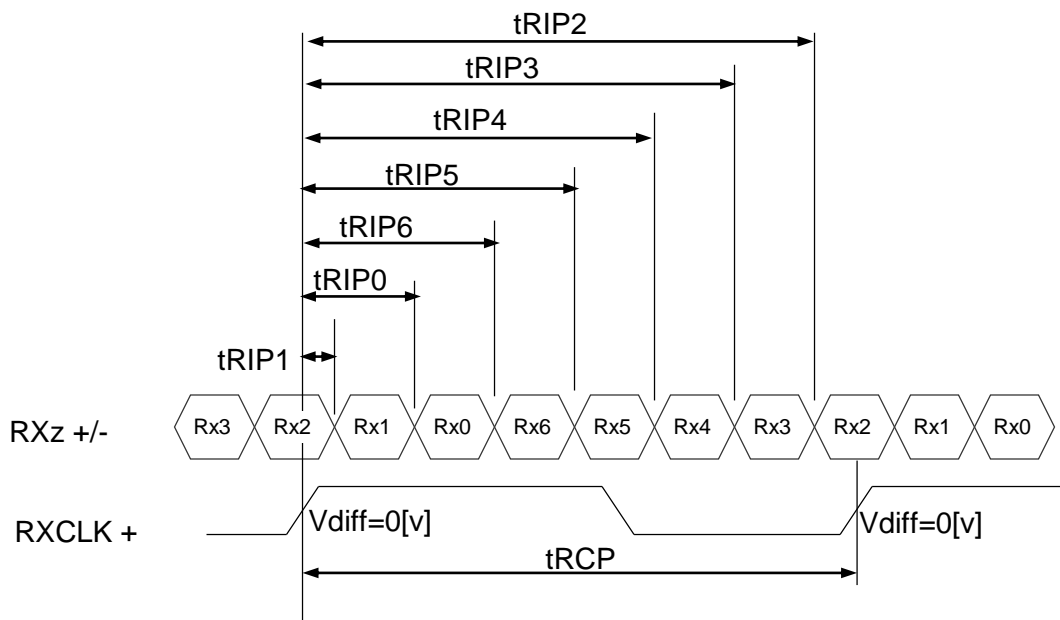 tRIP2
tRIP3
tRIP4
tRIP5
tRIP6
tRIP0
tRIP1
RXz +/- Rx3 Rx2 Rx1 Rx0 Rx6 Rx5 Rx4 Rx3 Rx2 Rx1 Rx0
RXCLK + Vdiff=0[v] Vdiff=0[v]
tRCP